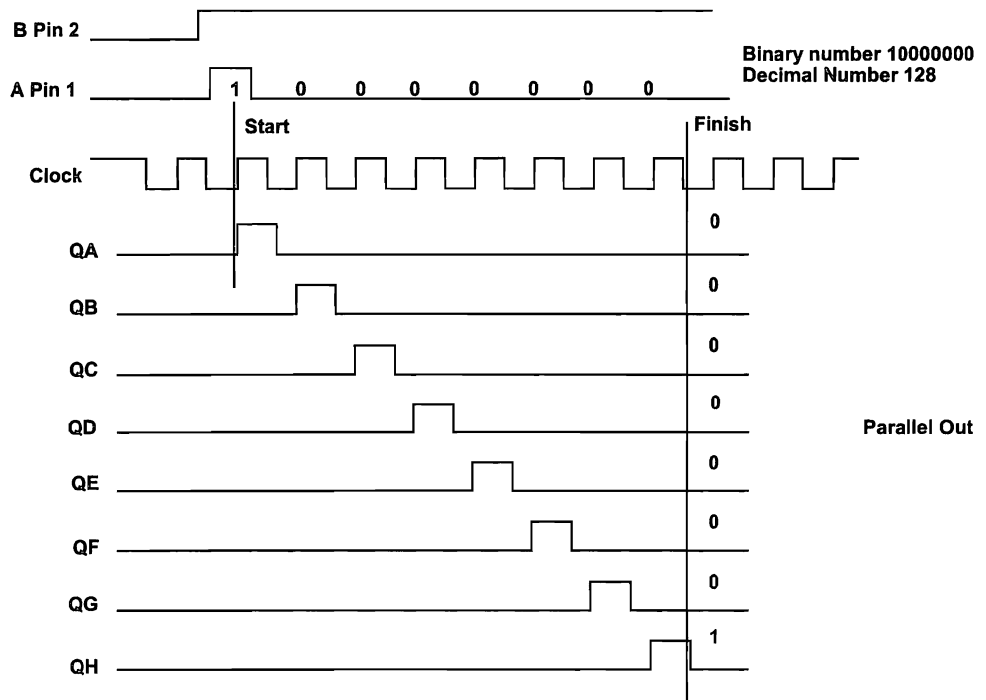 B Pin 2
Binary number 10000000
Decimal Number 128
A Pin 1 1 0 0 0 0 0 0 0
Start Finish
Clock
QA 0
QB 0
QC 0
QD 0
Parallel Out
QE 0
QF 0
QG 0
QH 1